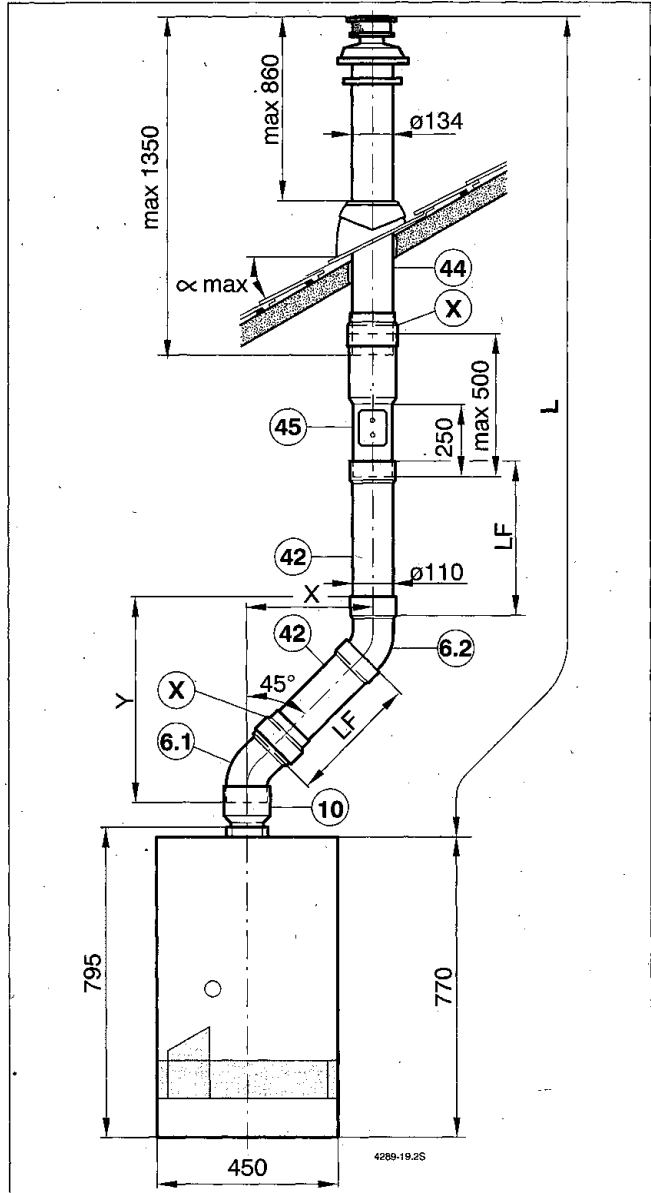 max 860
max 1350
ø134
∝ max
44
X
L
max 500
250
45
LF
42
ø110
X
42
6.2
Y
45°
X
LF
6.1
10
795
770
450
4289-19.2S